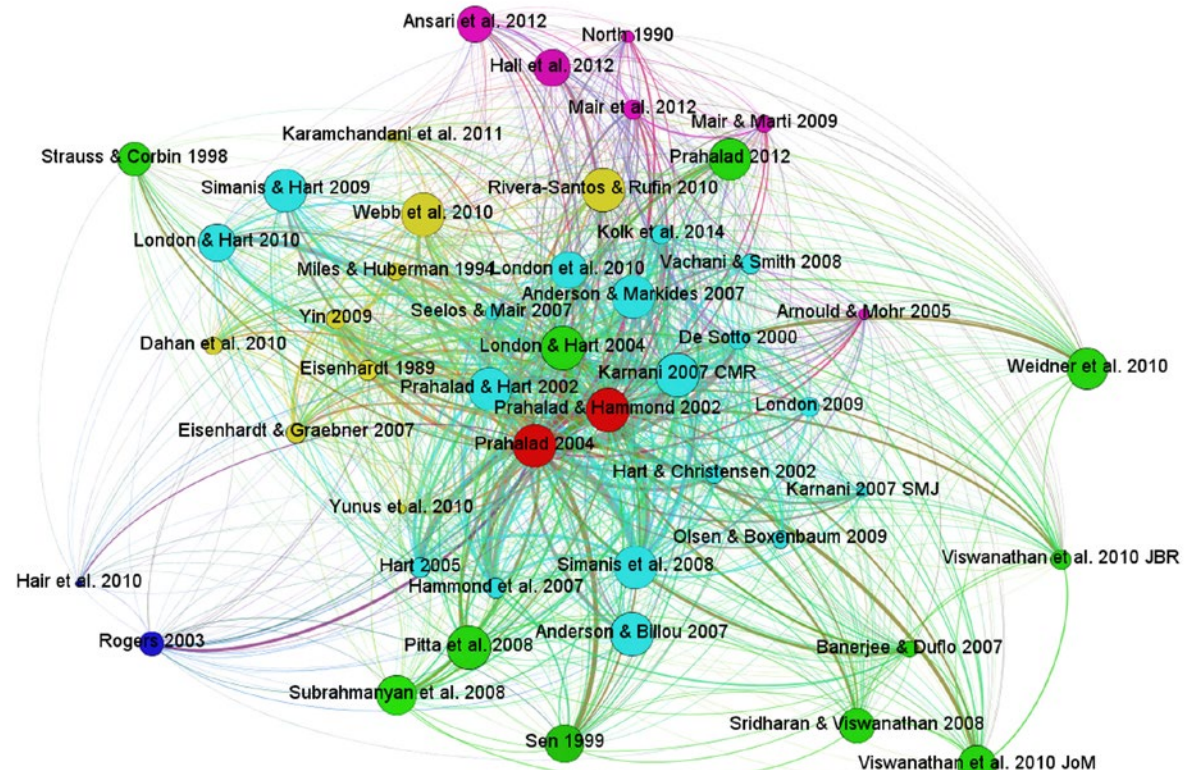 Ansari et al. 2012
North 1990
Hall et al. 2012
Mair et al. 2012
Mair & Marti 2009
Karamchandani et al. 2011
Strauss & Corbin 1998
Prahalad 2012
Simanis & Hart 2009
Rivera-Santos & Rufin 2010
Webb et al. 2010
Kolk et al. 2014
London & Hart 2010
Vachani & Smith 2008
Miles & Huberman 1994
London et al. 2010
Anderson & Markides 2007
Seelos & Mair 2007
Arnould & Mohr 2005
Yin 2009
De Sotto 2000
Dahan et al. 2010
London & Hart 2004
Weidner et al. 2010
Eisenhardt 1989
Karnani 2007 CMR
Prahalad & Hart 2002
London 2009
Prahalad & Hammond 2002
Eisenhardt & Graebner 2007
Prahalad 2004
Hart & Christensen 2002
Karnani 2007 SMJ
Yunus et al. 2010
Olsen & Boxenbaum 2009
Viswanathan et al. 2010 JBR
Hart 2005
Simanis et al. 2008
Hair et al. 2010
Hammond et al. 2007
Anderson & Billou 2007
Rogers 2003
Pitta et al. 2008
Banerjee & Duflo 2007
Subrahmanyan et al. 2008
Sridharan & Viswanathan 2008
Sen 1999
Viswanathan et al. 2010 JoM